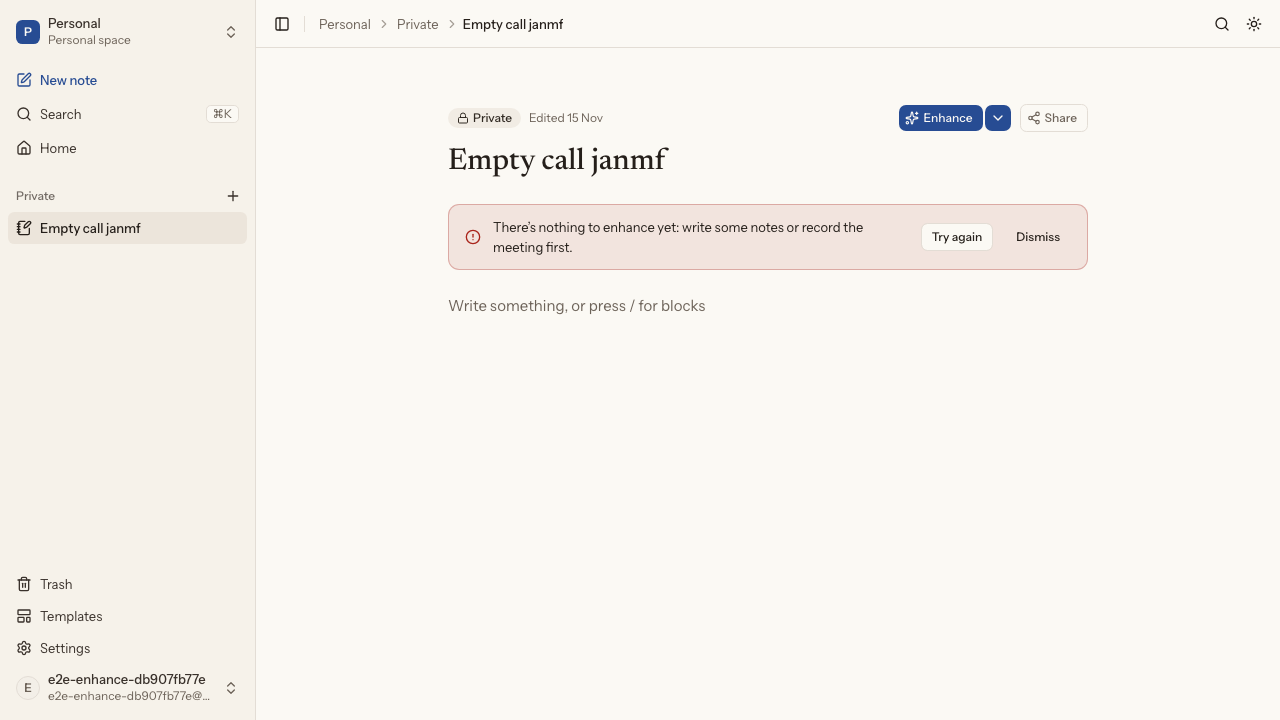 P
Personal
Personal space
New note
Search
⌘K
Home
Private
Empty call janmf
Trash
Templates
Settings
E
e2e-enhance-db907fb77e
e2e-enhance-db907fb77e@…
Personal
Private
Empty call janmf
Private
Edited 15 Nov
Enhance
Share
Empty call janmf
There’s nothing to enhance yet: write some notes or record the
meeting first.
Try again
Dismiss
Write something, or press / for blocks